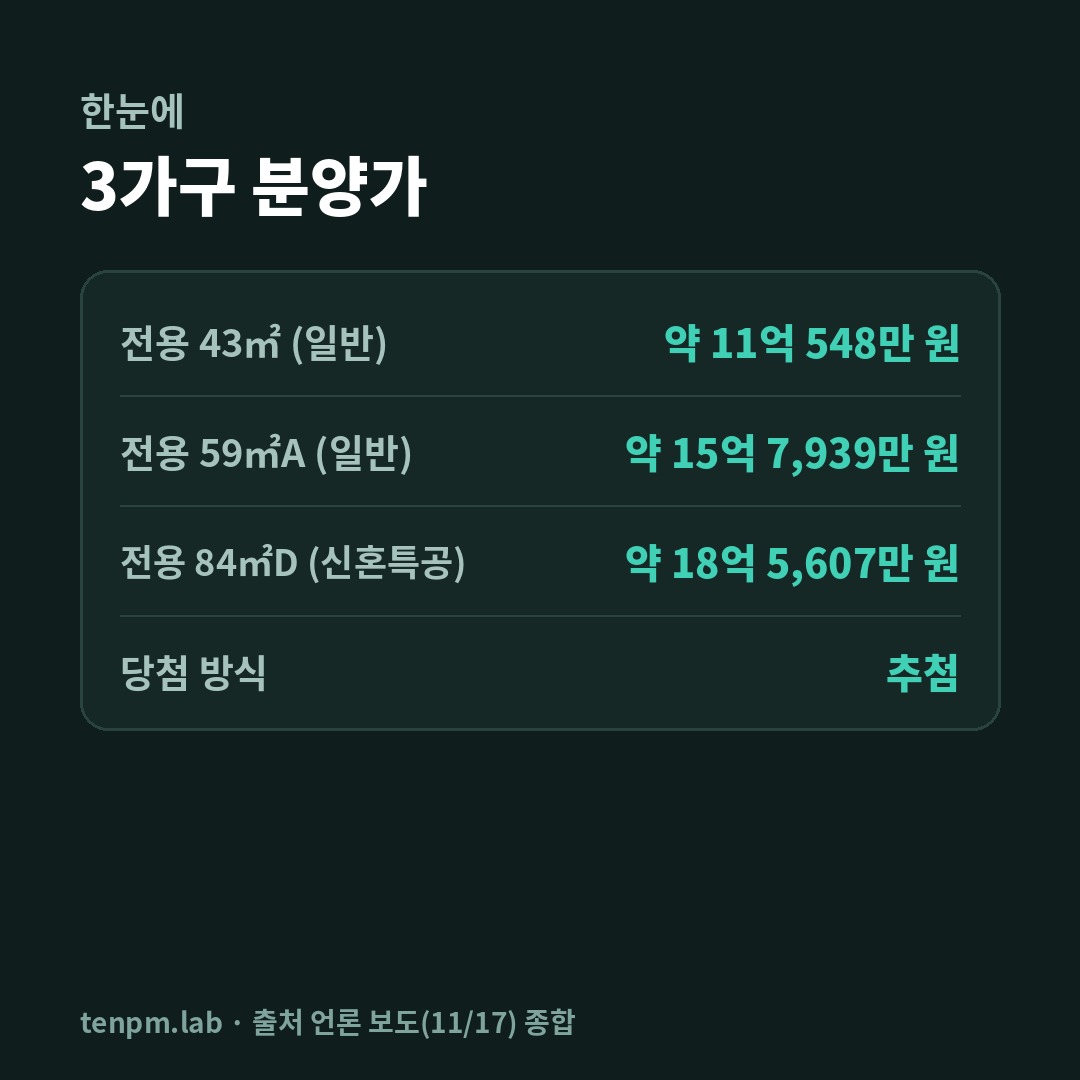 한눈에
3가구 분양가
전용 43㎡ (일반) 약 11억 548만 원
전용 59㎡A (일반) 약 15억 7,939만 원
전용 84㎡D (신혼특공) 약 18억 5,607만 원
당첨 방식 추첨
tenpm.lab · 출처 언론 보도(11/17) 종합